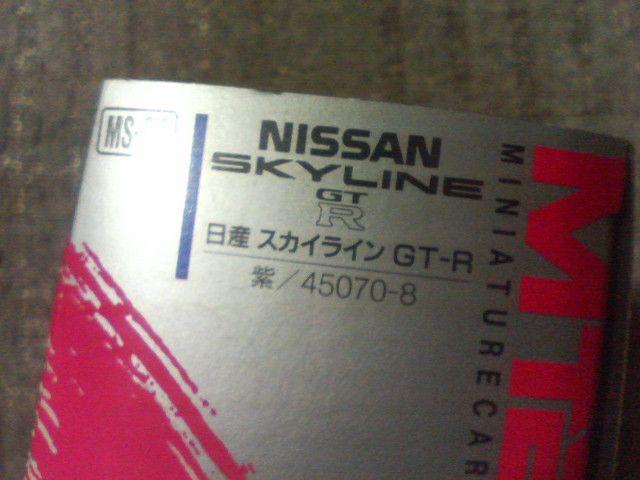 NISSAN
SKYLINE
GT
R
日産 スカイライン GT-R
紫/45070-8
MINIATURECAR